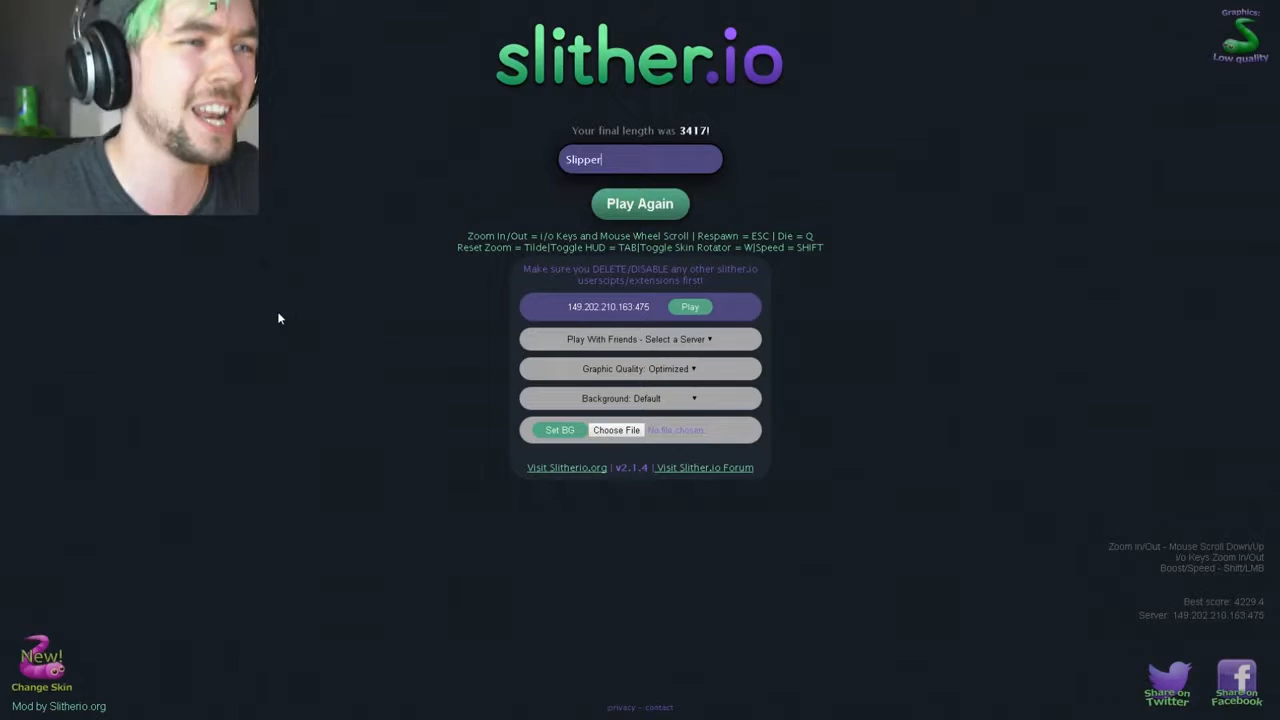 Graphics:
Low quality
slither.io
Your final length was 3417!
Slipper
Play Again
Zoom In/Out = i/o Keys and Mouse Wheel Scroll | Respawn = ESC | Die = Q
Reset Zoom = Tilde|Toggle HUD = TAB|Toggle Skin Rotator = W|Speed = SHIFT
Make sure you DELETE/DISABLE any other slither.io
userscipts/extensions first!
149.202.210.163:475 Play
Play With Friends - Select a Server
Graphic Quality: Optimized
Background: Default
Set BG Choose File No file chosen
Visit Slitherio.org | v2.1.4 | Visit Slither.io Forum
Zoom In/Out - Mouse Scroll Down/Up
i/o Keys Zoom In/Out
Boost/Speed - Shift/LMB
Best score: 4229.4
Server: 149.202.210.163:475
New!
Change Skin
Mod by Slitherio.org
privacy - contact
Share on
Twitter
Share on
Facebook